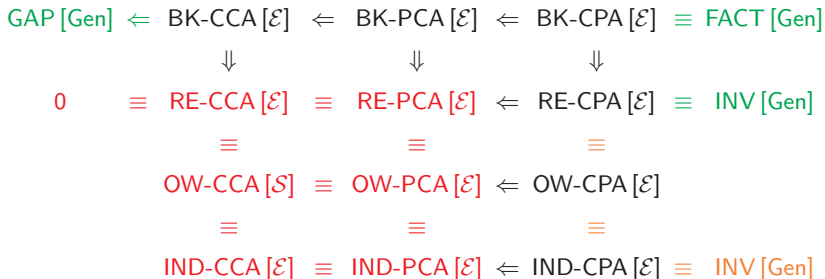 GAP [Gen] ⇐ BK-CCA [ℰ] ⇐ BK-PCA [ℰ] ⇐ BK-CPA [ℰ] ≡ FACT [Gen]
⇓ ⇓ ⇓
0 ≡ RE-CCA [ℰ] ≡ RE-PCA [ℰ] ⇐ RE-CPA [ℰ] ≡ INV [Gen]
≡ ≡ ≡
OW-CCA [𝒮] ≡ OW-PCA [ℰ] ⇐ OW-CPA [ℰ]
≡ ≡ ≡
IND-CCA [ℰ] ≡ IND-PCA [ℰ] ⇐ IND-CPA [ℰ] ≡ INV [Gen]